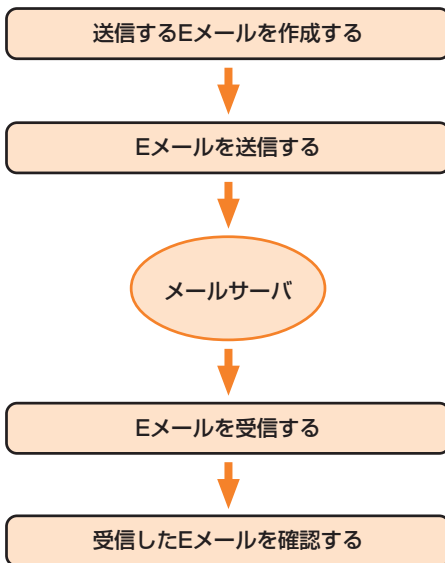 送信するEメールを作成する
Eメールを送信する
メールサーバ
Eメールを受信する
受信したEメールを確認する